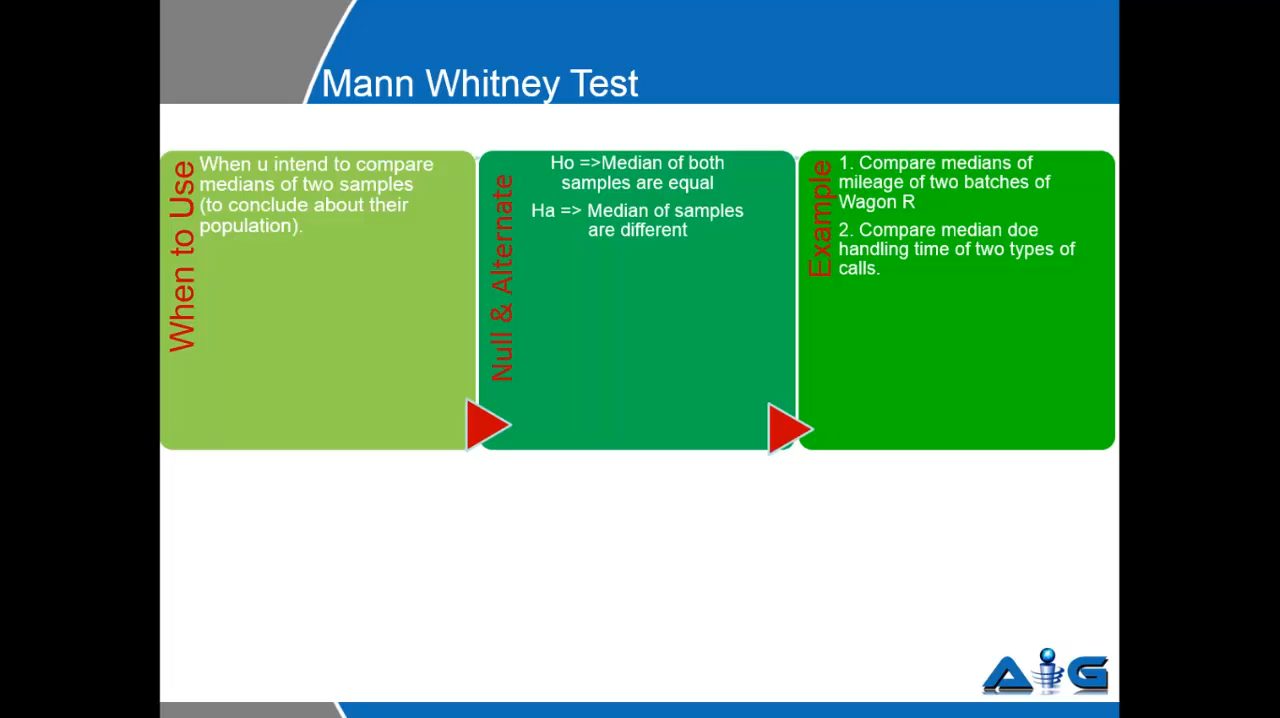 Mann Whitney Test
When to Use
When u intend to compare
medians of two samples
(to conclude about their
population).
Null & Alternate
Ho =>Median of both
samples are equal
Ha => Median of samples
are different
Example
1. Compare medians of
mileage of two batches of
Wagon R
2. Compare median doe
handling time of two types of
calls.
AiG